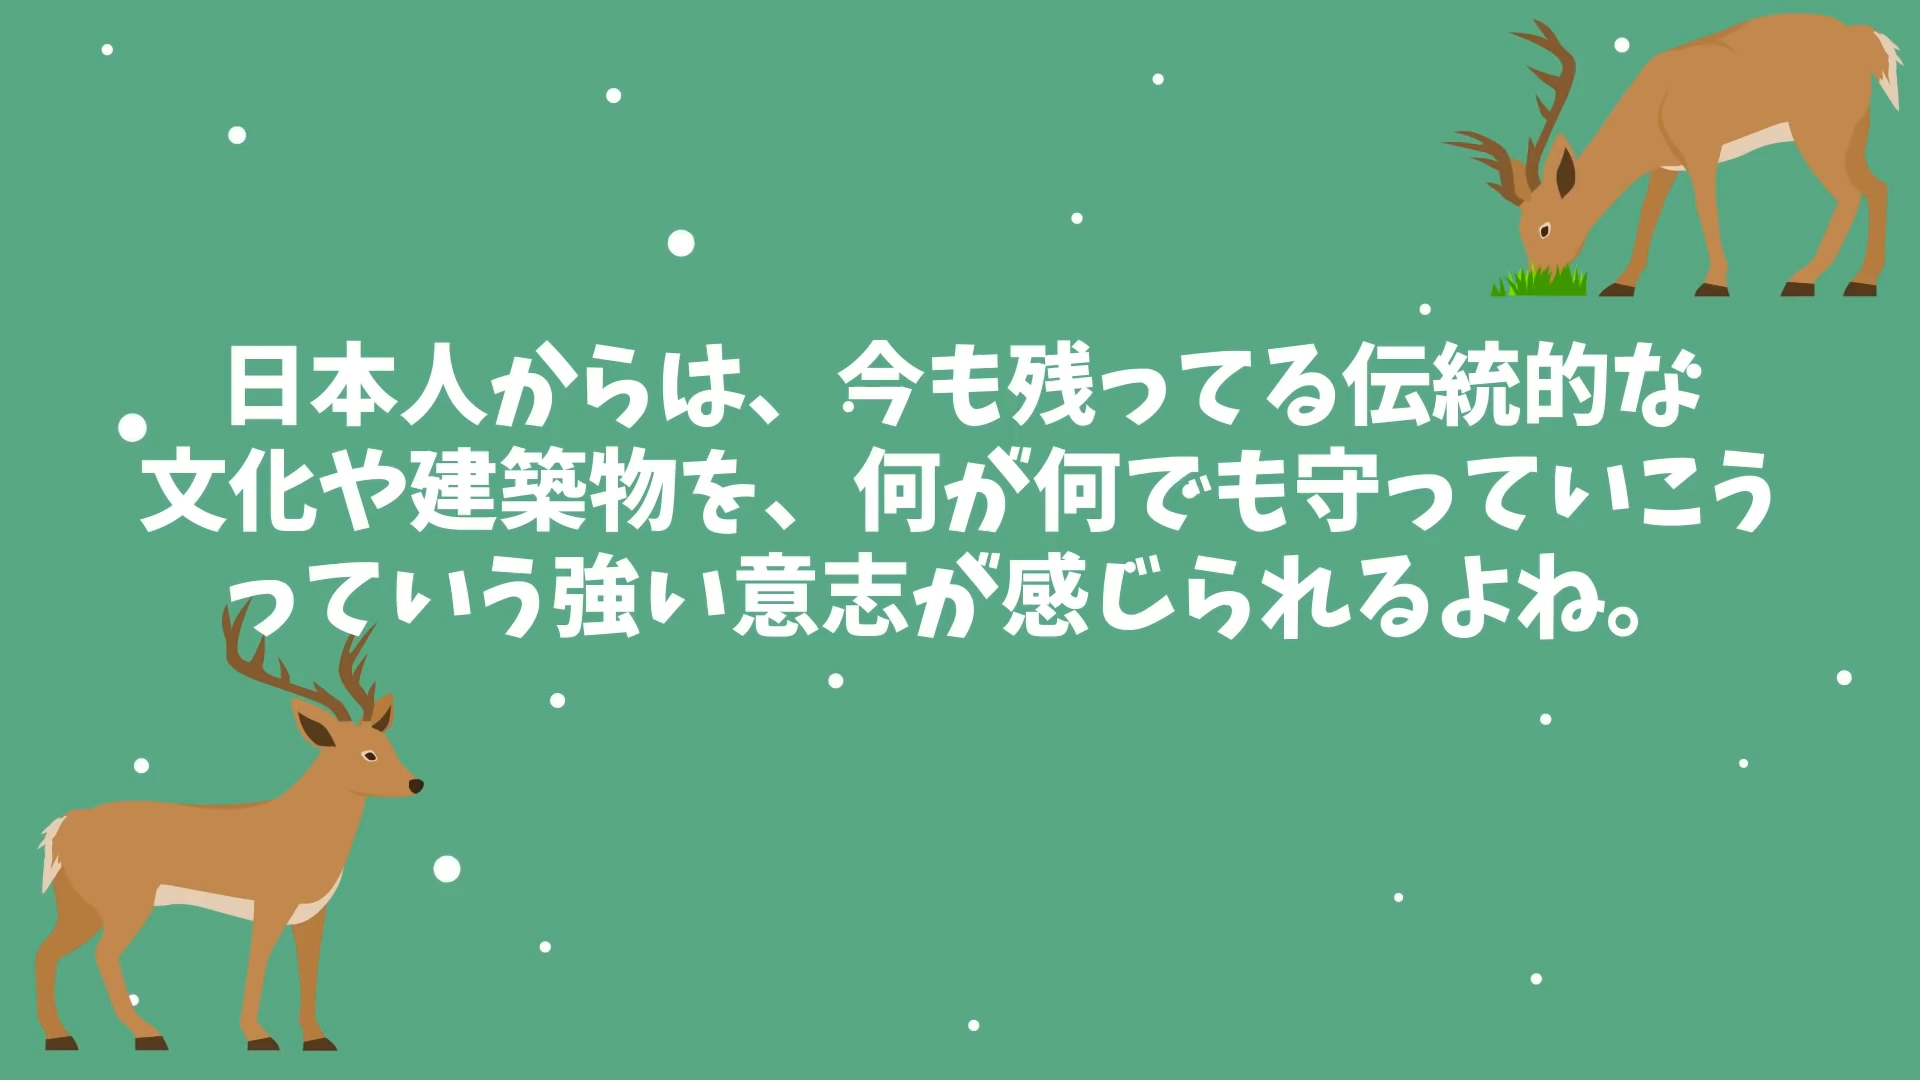 日本人からは、今も残ってる伝統的な
文化や建築物を、何が何でも守っていこう
っていう強い意志が感じられるよね。